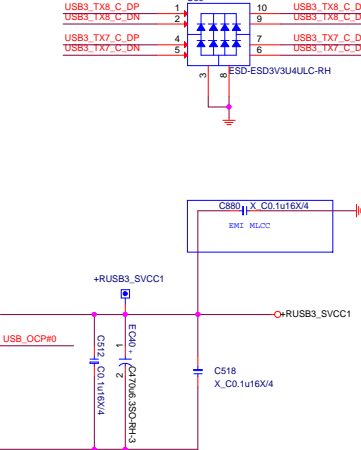 USB3_TX8_C_DP 1 10 USB3_TX8_C_D
USB3_TX8_C_DN 2 9 USB3_TX8_C_D
USB3_TX7_C_DP 4 7 USB3_TX7_C_D
USB3_TX7_C_DN 5 6 USB3_TX7_C_D
3 8 ESD-ESD3V3U4ULC-RH
C880 X_C0.1u16X/4
EMI MLCC
+RUSB3_SVCC1
+RUSB3_SVCC1
USB_OCP#0
C512 C0.1u16X/4
EC40 + 1 2 C470u6.3SO-RH-3
C518
X_C0.1u16X/4